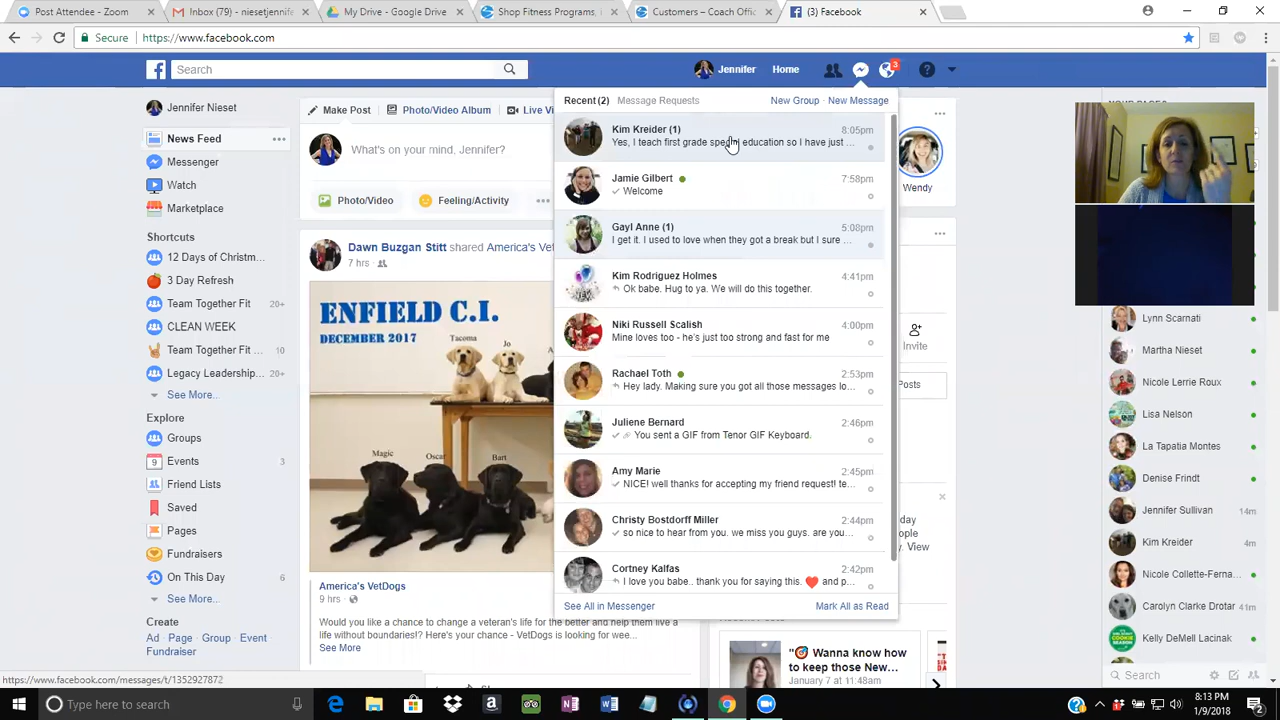 Post Attendee - Zoom
Inbox (79) - niesetjennifer
My Drive - Google Drive
Shop Fitness Programs,
Customers – Coach Offic
(3) Facebook
Secure
https://www.facebook.com
Search
Jennifer
Home
3
Jennifer Nieset
News Feed
Messenger
Watch
Marketplace
Shortcuts
12 Days of Christm...
3 Day Refresh
Team Together Fit 20+
CLEAN WEEK
Team Together Fit ... 10
Legacy Leadership... 20+
See More...
Explore
Groups
Events 3
Friend Lists
Saved
Pages
Fundraisers
On This Day 6
See More...
Create
Ad · Page · Group · Event ·
Fundraiser
Make Post
Photo/Video Album
Live Vi
What's on your mind, Jennifer?
Photo/Video
Feeling/Activity
Dawn Buzgan Stitt shared America's Vet
7 hrs
ENFIELD C.I.
DECEMBER 2017
Tacoma
Jo
Magic
Oscar
Bart
America's VetDogs
9 hrs
Would you like a chance to change a veteran's life for the better and help them live a life without boundaries!? Here's your chance - VetDogs is looking for wee...
See More
Recent (2)
Message Requests
New Group · New Message
Kim Kreider (1) 8:05pm
Yes, I teach first grade special education so I have just ...
Jamie Gilbert 7:58pm
Welcome
Gayl Anne (1) 5:08pm
I get it. I used to love when they got a break but I sure ...
Kim Rodriguez Holmes 4:41pm
Ok babe. Hug to ya. We will do this together.
Niki Russell Scalish 4:00pm
Mine loves too - he's just too strong and fast for me
Rachael Toth 2:53pm
Hey lady. Making sure you got all those messages lo...
Juliene Bernard 2:46pm
You sent a GIF from Tenor GIF Keyboard.
Amy Marie 2:45pm
NICE! well thanks for accepting my friend request! te...
Christy Bostdorff Miller 2:44pm
so nice to hear from you. we miss you guys. are you...
Cortney Kalfas 2:42pm
I love you babe.. thank you for saying this. ❤ and p...
See All in Messenger
Mark All as Read
Wendy
Invite
Posts
day
eople
y. View
"🎯 Wanna know how
to keep those New...
January 7 at 11:48am
Lynn Scarnati
Martha Nieset
Nicole Lerrie Roux
Lisa Nelson
La Tapatia Montes
Denise Frindt
Jennifer Sullivan 14m
Kim Kreider 4m
Nicole Collette-Ferna...
Carolyn Clarke Drotar 41m
Kelly DeMell Lacinak
Search
https://www.facebook.com/messages/t/1352927872
Type here to search
8:13 PM
1/9/2018